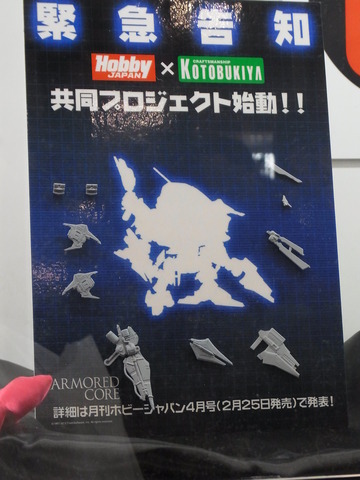 緊急告知
Hobby JAPAN × CRAFTSMANSHIP KOTOBUKIYA
共同プロジェクト始動!!
ARMORED
CORE
詳細は月刊ホビージャパン4月号(2月25日発売)で発表!